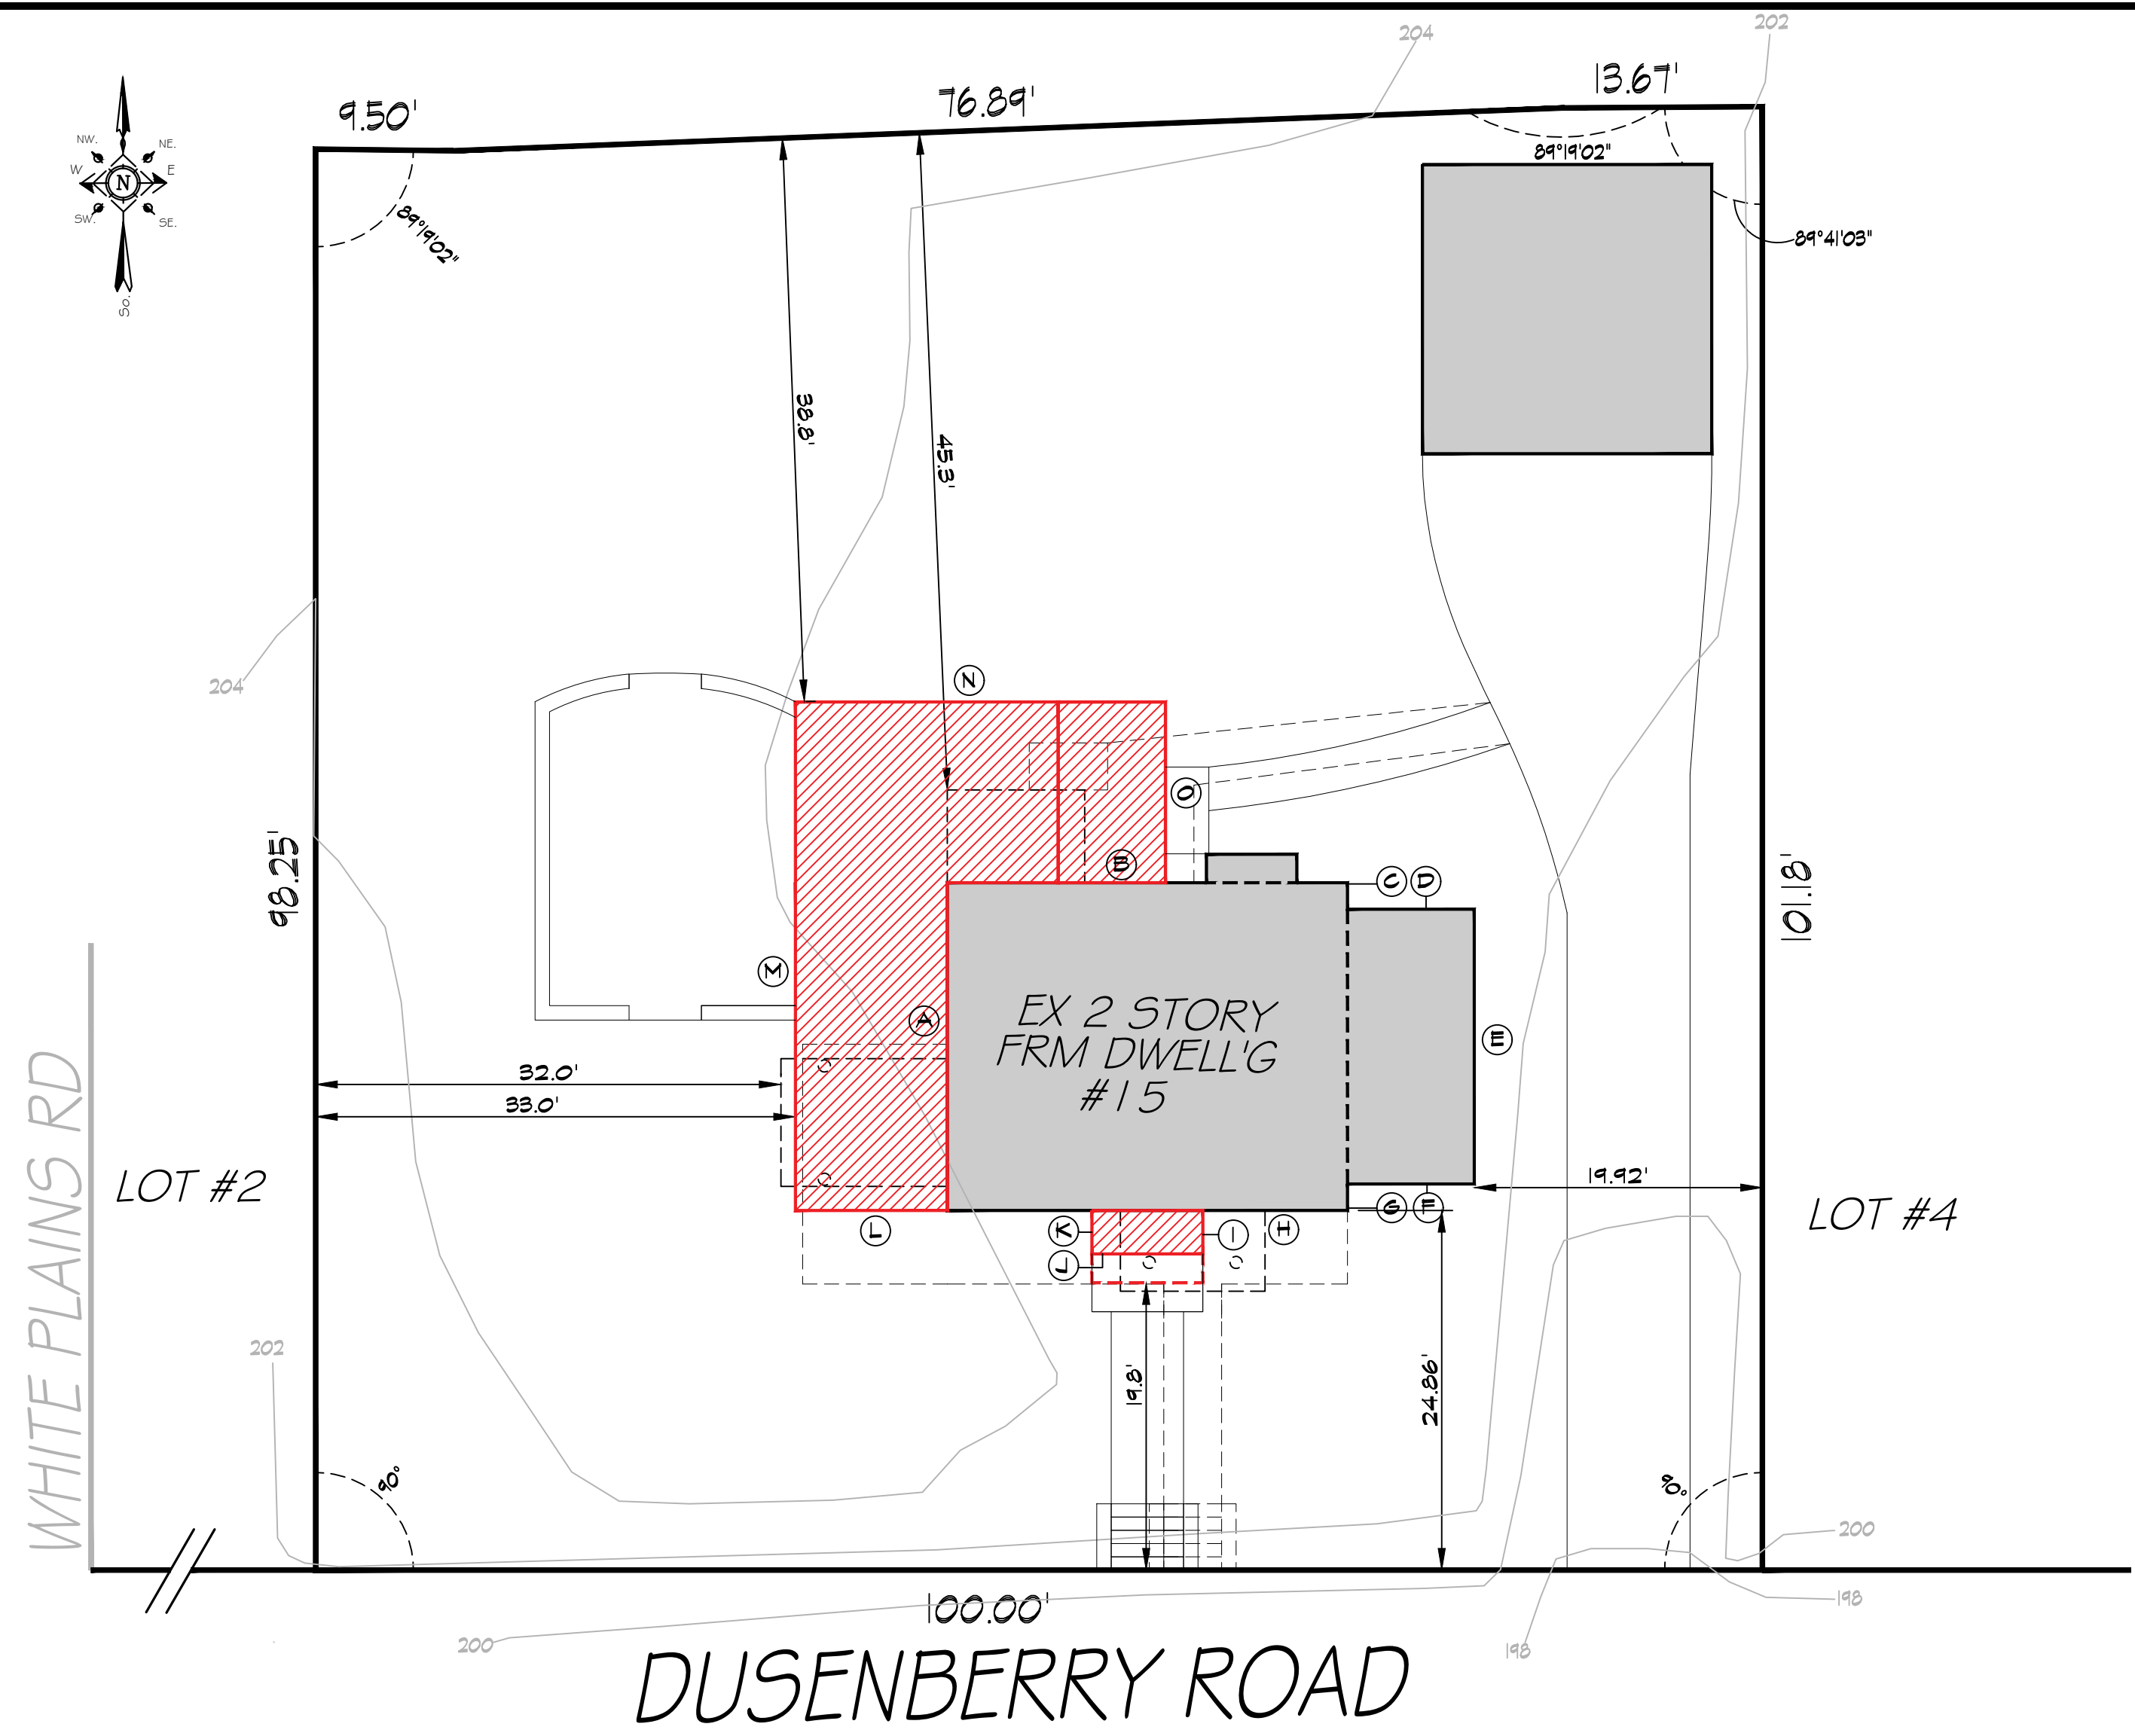 204
202
9.50'
76.89'
13.67'
NW.
NE.
W
E
N
SW.
SE.
So.
89°19'02"
89°19'02"
89°41'03"
38.8'
45.3'
204
N
O
B
C
D
98.25'
101.18'
M
A
E
EX 2 STORY
FRM DWELL'G
#15
32.0'
33.0'
WHITE PLAINS RD
LOT #2
19.92'
LOT #4
G
F
L
K
I
H
J
202
19.8'
24.86'
90°
90°
200
198
100.00'
200
198
DUSENBERRY ROAD